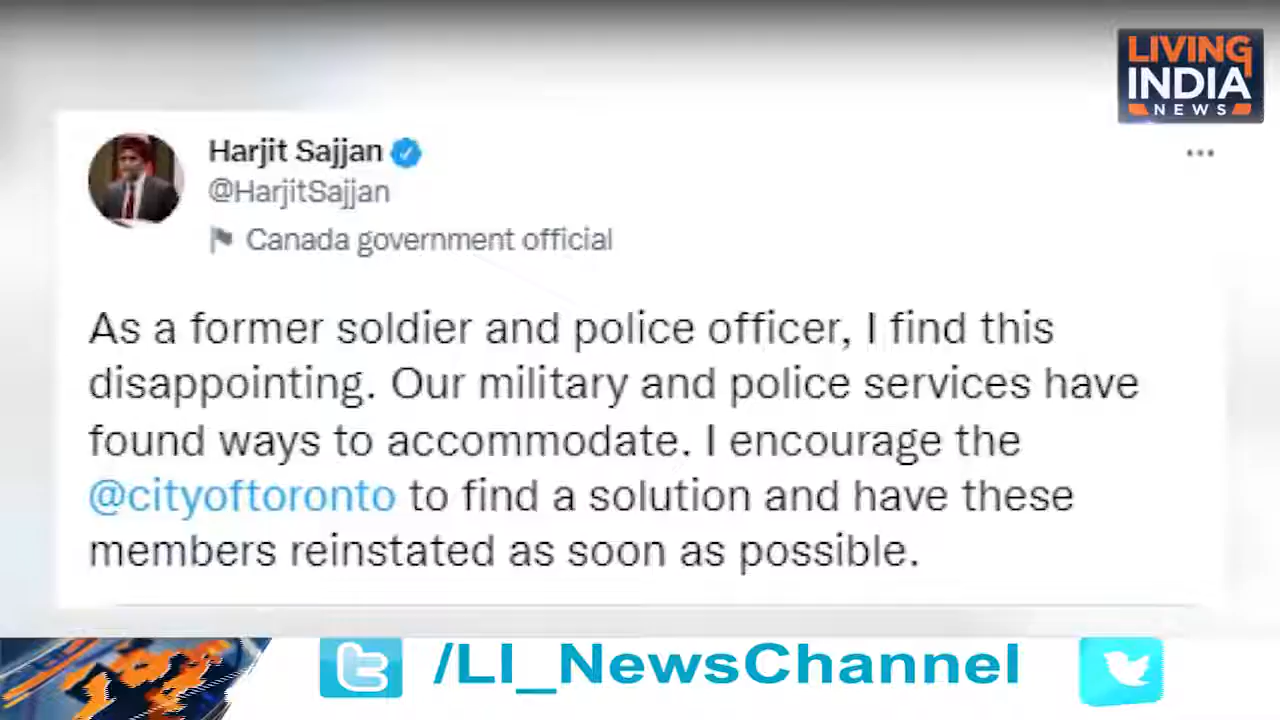 LIVING
INDIA
NEWS
Harjit Sajjan
@HarjitSajjan
Canada government official
As a former soldier and police officer, I find this
disappointing. Our military and police services have
found ways to accommodate. I encourage the
@cityoftoronto to find a solution and have these
members reinstated as soon as possible.
/LI_NewsChannel